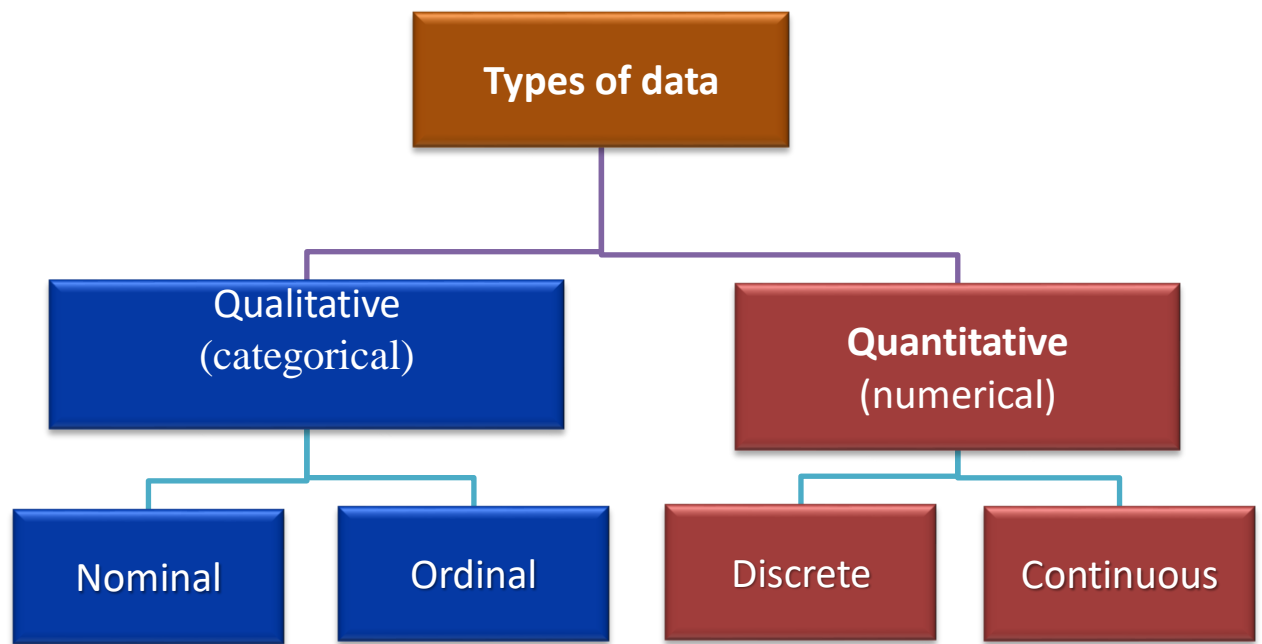 Types of data
Qualitative
(categorical)
Quantitative
(numerical)
Nominal
Ordinal
Discrete
Continuous